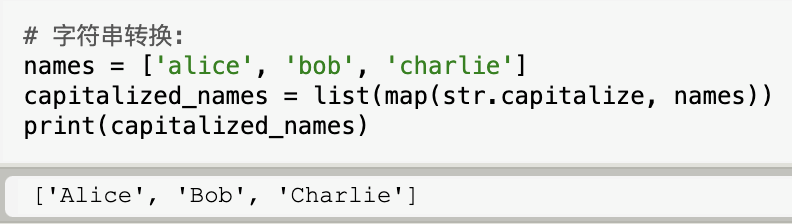 # 字符串转换:
names = ['alice', 'bob', 'charlie']
capitalized_names = list(map(str.capitalize, names))
print(capitalized_names)
['Alice', 'Bob', 'Charlie']